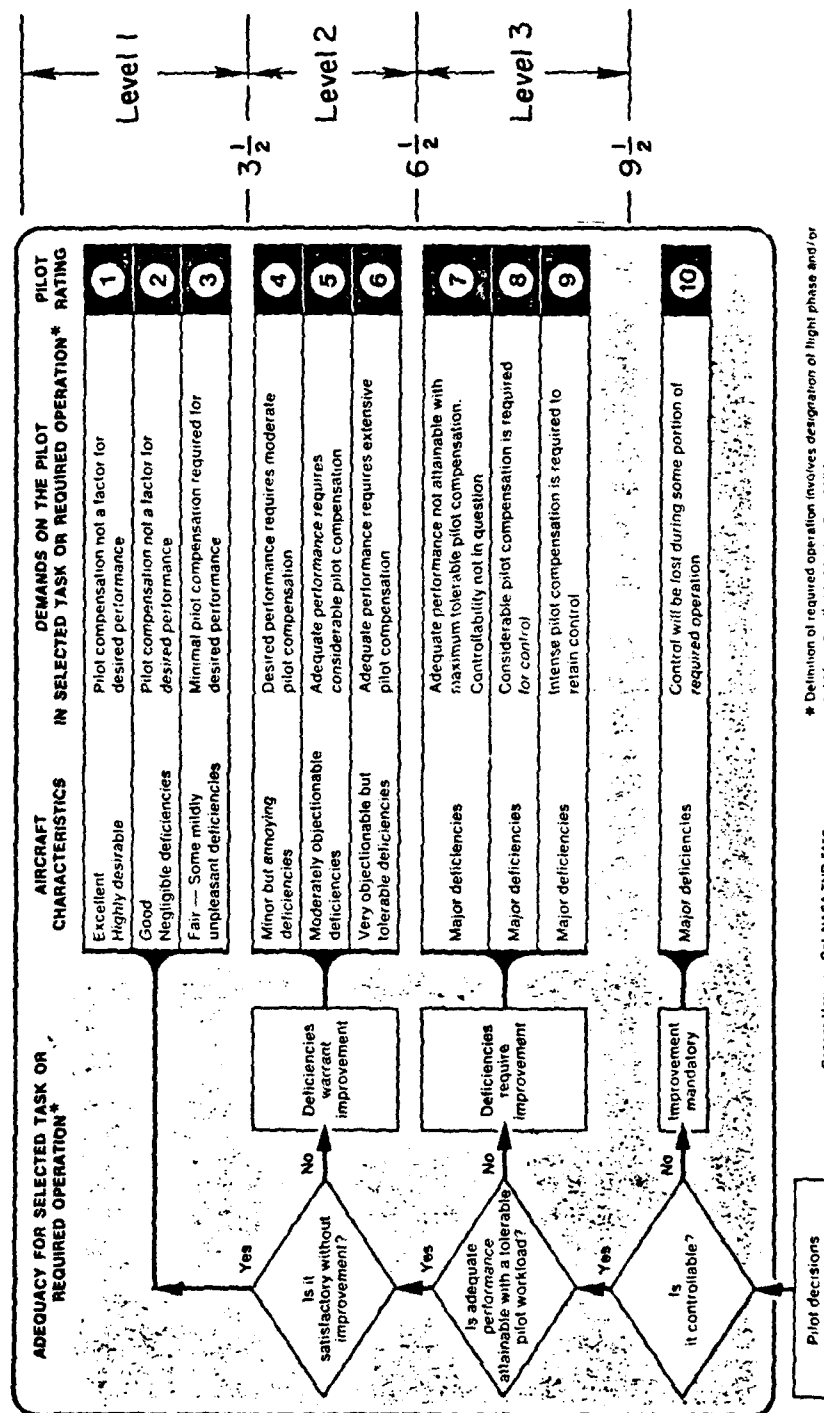 ADEQUACY FOR SELECTED TASK OR
REQUIRED OPERATION*
AIRCRAFT
CHARACTERISTICS
DEMANDS ON THE PILOT
IN SELECTED TASK OR REQUIRED OPERATION*
PILOT
RATING
Excellent
Highly desirable
Pilot compensation not a factor for
desired performance
1
Good
Negligible deficiencies
Pilot compensation not a factor for
desired performance
2
Fair — Some mildly
unpleasant deficiencies
Minimal pilot compensation required for
desired performance
3
Level 1
3 1/2
Yes
Is it
satisfactory without
improvement?
No
Deficiencies
warrant
improvement
Minor but annoying
deficiencies
Desired performance requires moderate
pilot compensation
4
Moderately objectionable
deficiencies
Adequate performance requires
considerable pilot compensation
5
Very objectionable but
tolerable deficiencies
Adequate performance requires extensive
pilot compensation
6
Level 2
6 1/2
Yes
Is adequate
performance
attainable with a tolerable
pilot workload?
No
Deficiencies
require
improvement
Major deficiencies
Adequate performance not attainable with
maximum tolerable pilot compensation.
Controllability not in question
7
Major deficiencies
Considerable pilot compensation is required
for control
8
Major deficiencies
Intense pilot compensation is required to
retain control
9
Level 3
9 1/2
Yes
Is
it controllable?
No
Improvement
mandatory
Major deficiencies
Control will be lost during some portion of
required operation
10
Pilot decisions
* Definition of required operation involves designation of flight phase and/or